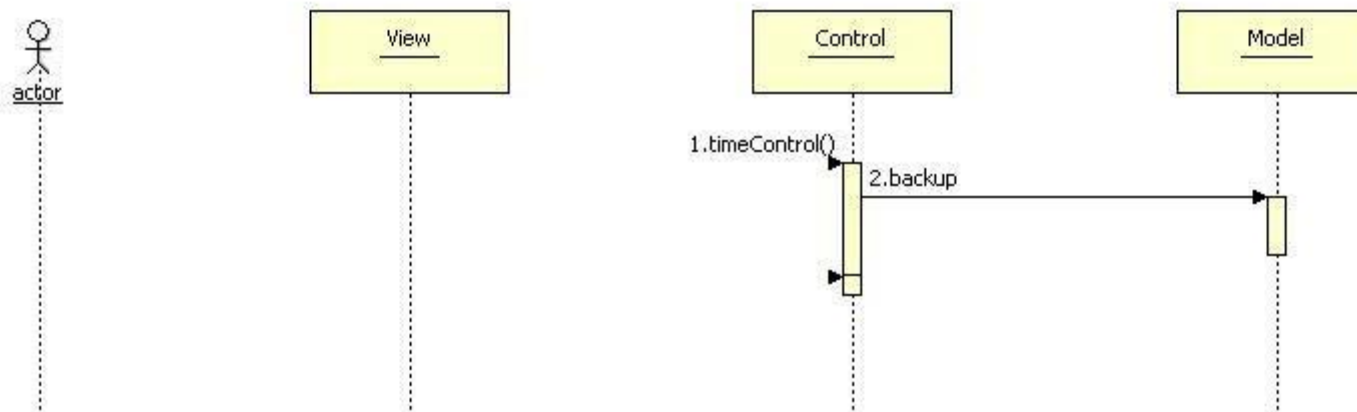 actor
View
Control
Model
1.timeControl()
2.backup